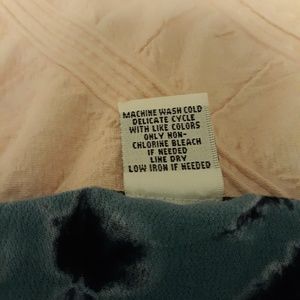 MACHINE WASH COLD
DELICATE CYCLE
WITH LIKE COLORS
ONLY NON-
CHLORINE BLEACH
IF NEEDED
LINE DRY
LOW IRON IF NEEDED